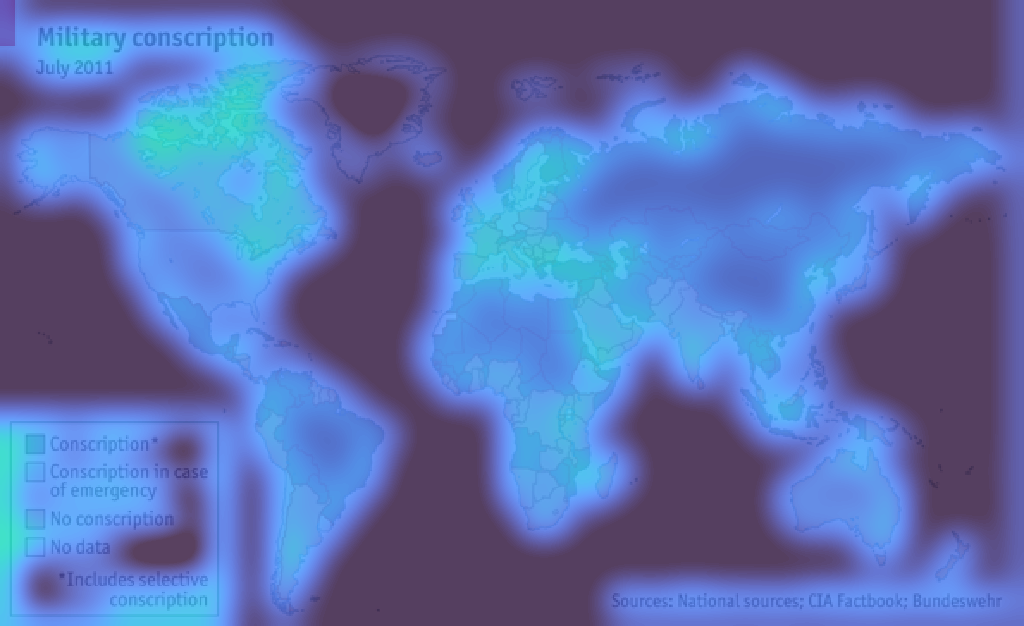 Military conscription
July 2011
Conscription*
Conscription in case
of emergency
No conscription
No data
*Includes selective
conscription
Sources: National sources; CIA Factbook; Bundeswehr